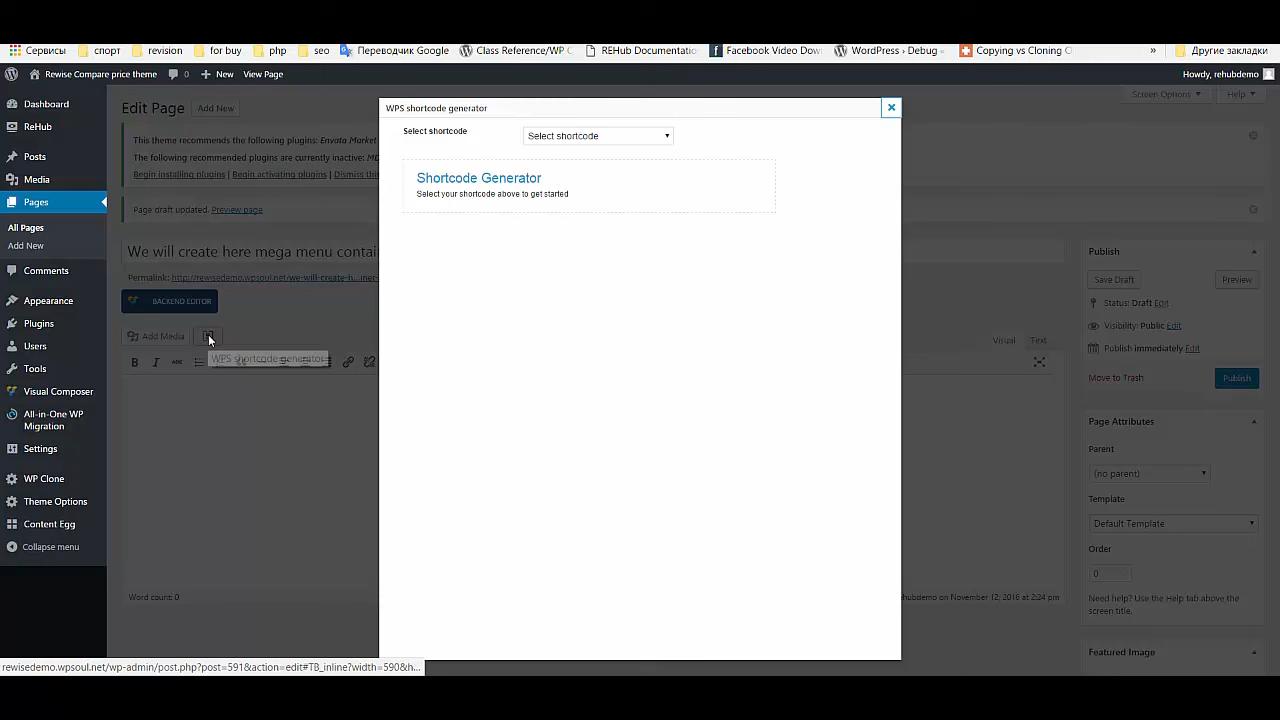 Сервисы спорт revision for buy php seo Переводчик Google Class Reference/WP C REHub Documentatio Facebook Video Dow WordPress › Debug « Copying vs Cloning C » Другие закладки
Rewise Compare price theme 0 New View Page Howdy, rehubdemo
Dashboard
ReHub
Posts
Media
Pages
All Pages
Add New
Comments
Appearance
Plugins
Users
Tools
Visual Composer
All-in-One WP
Migration
Settings
WP Clone
Theme Options
Content Egg
Collapse menu
Edit Page Add New
Screen Options Help
This theme recommends the following plugins: Envato Market
The following recommended plugins are currently inactive:
Begin installing plugins | Begin activating plugins | Dismiss this
Page draft updated. Preview page
We will create here mega menu contai
Permalink: http://rewisedemo.wpsoul.net/we-will-create-h...iner-
BACKEND EDITOR
Add Media
WPS shortcode generator
B I ABC
Visual Text
Word count: 0
hubdemo on November 12, 2016 at 2:24 pm
WPS shortcode generator
Select shortcode Select shortcode
Shortcode Generator
Select your shortcode above to get started
Publish
Save Draft Preview
Status: Draft Edit
Visibility: Public Edit
Publish immediately Edit
Move to Trash Publish
Page Attributes
Parent
(no parent)
Template
Default Template
Order
0
Need help? Use the Help tab above the
screen title.
Featured Image
rewisedemo.wpsoul.net/wp-admin/post.php?post=591&action=edit#TB_inline?width=590&h...